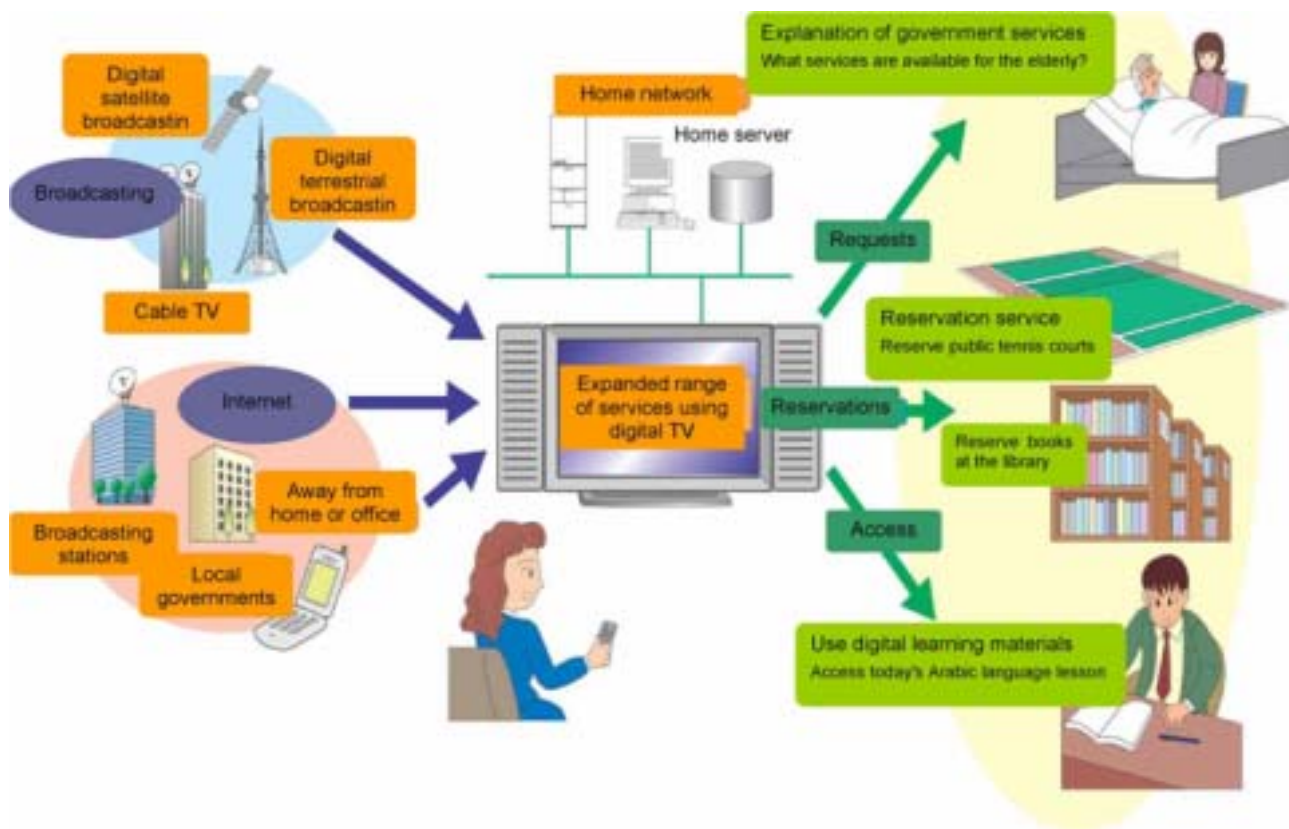 Digital
satellite
broadcastin
Broadcasting
Digital
terrestrial
broadcastin
Cable TV
Internet
Away from
home or office
Broadcasting
stations
Local
governments
Home network
Home server
Expanded range
of services using
digital TV
Requests
Explanation of government services
What services are available for the elderly?
Reservations
Reservation service
Reserve public tennis courts
Reserve books
at the library
Access
Use digital learning materials
Access today's Arabic language lesson